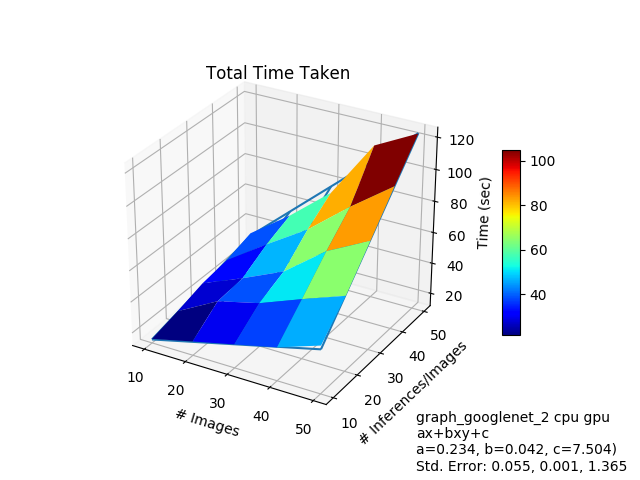 Total Time Taken
120
100
80
60
40
20
Time (sec)
100
80
60
40
10
20
30
40
50
# Images
10
20
30
40
50
# Inferences/Images
graph_googlenet_2 cpu gpu
ax+bxy+c
a=0.234, b=0.042, c=7.504)
Std. Error: 0.055, 0.001, 1.365